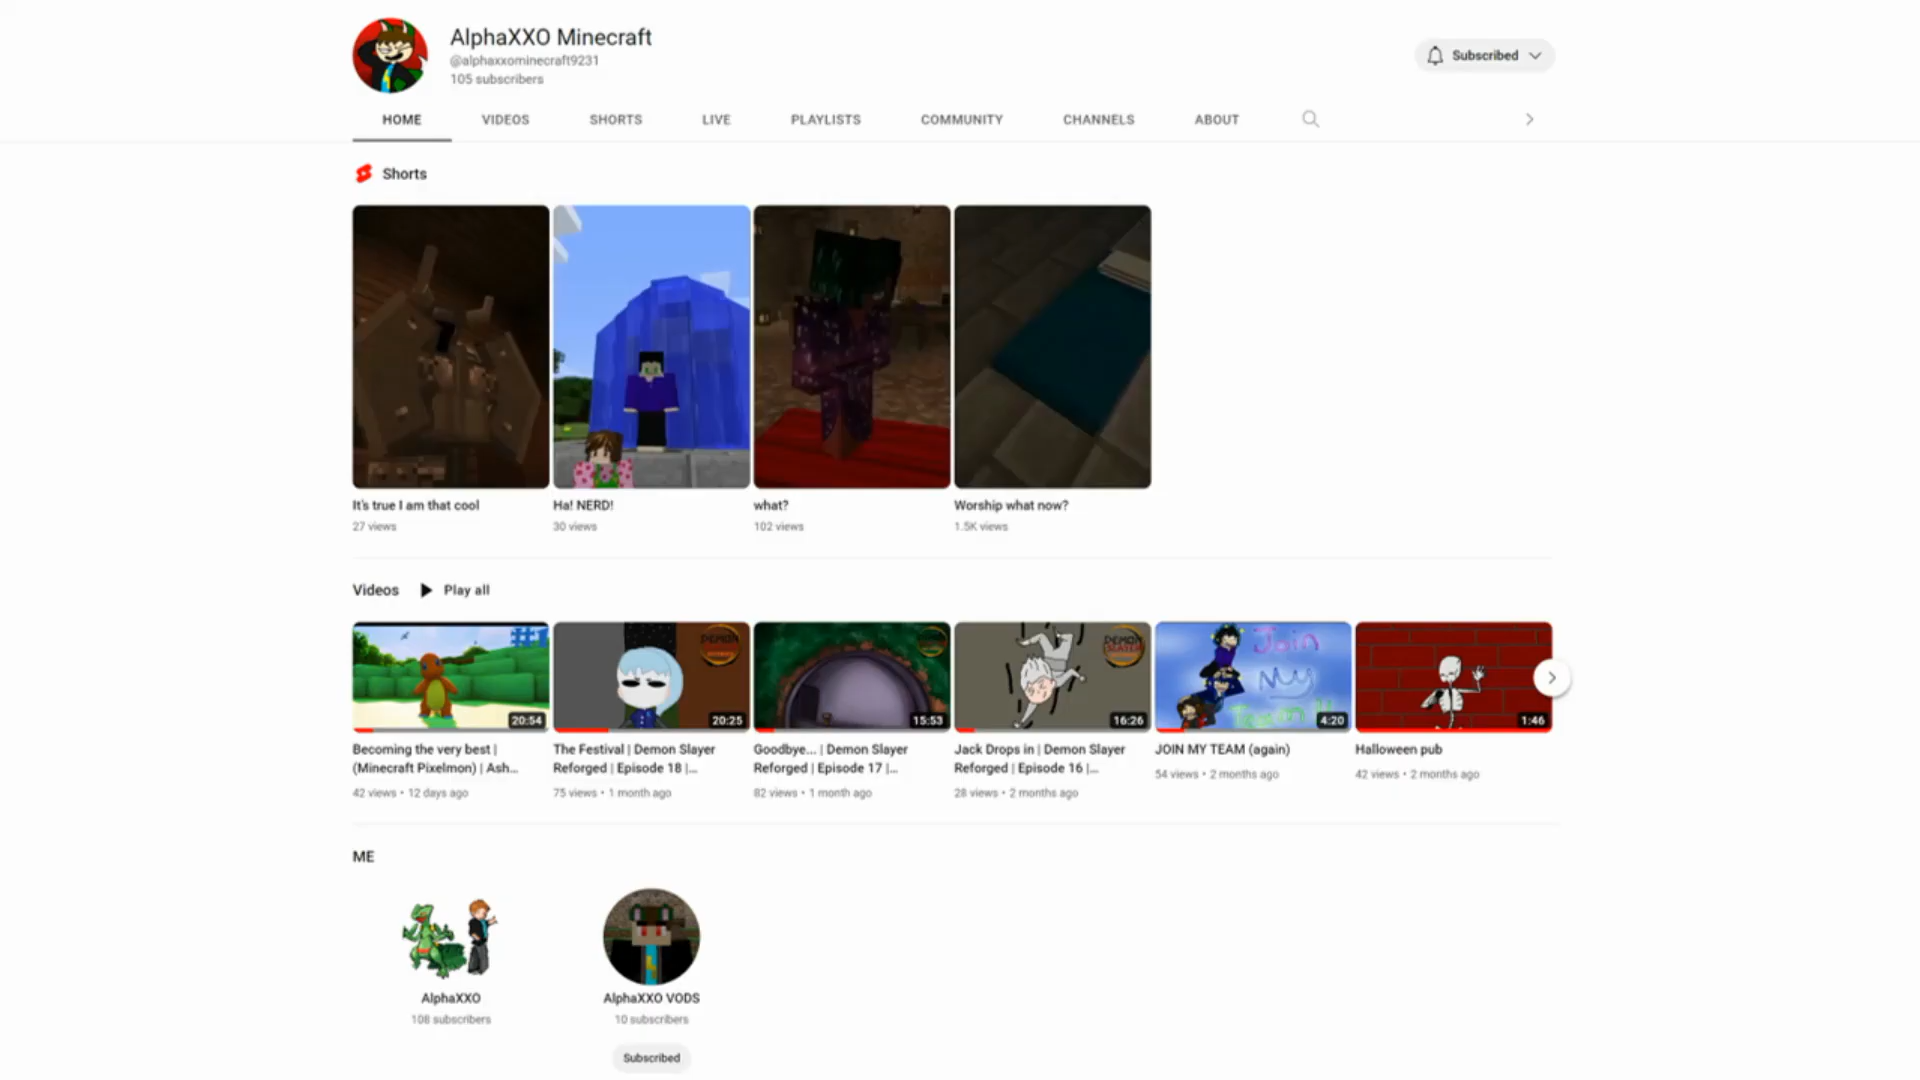 AlphaXXO Minecraft
@alphaxxominecraft9231
105 subscribers
Subscribed
HOME VIDEOS SHORTS LIVE PLAYLISTS COMMUNITY CHANNELS ABOUT
Shorts
It's true I am that cool
27 views
Ha! NERD!
30 views
what?
102 views
Worship what now?
1.5K views
Videos Play all
20:54
Becoming the very best |
(Minecraft Pixelmon) | Ash...
42 views • 12 days ago
DEMON
20:25
The Festival | Demon Slayer
Reforged | Episode 18 |...
75 views • 1 month ago
15:53
Goodbye... | Demon Slayer
Reforged | Episode 17 |...
82 views • 1 month ago
DEMON
SLAYER
16:26
Jack Drops in | Demon Slayer
Reforged | Episode 16 |...
28 views • 2 months ago
Join
My
4:20
JOIN MY TEAM (again)
54 views • 2 months ago
1:46
Halloween pub
42 views • 2 months ago
ME
AlphaXXO
108 subscribers
AlphaXXO VODS
10 subscribers
Subscribed